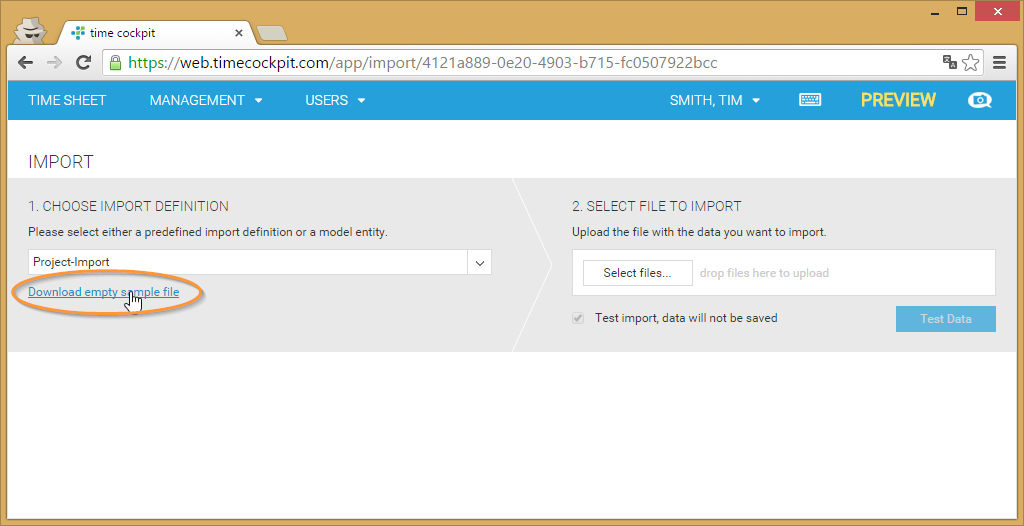 time cockpit
https://web.timecockpit.com/app/import/4121a889-0e20-4903-b715-fc0507922bcc
TIME SHEET MANAGEMENT USERS SMITH, TIM PREVIEW
IMPORT
1. CHOOSE IMPORT DEFINITION
Please select either a predefined import definition or a model entity.
Project-Import
Download empty sample file
2. SELECT FILE TO IMPORT
Upload the file with the data you want to import.
Select files... drop files here to upload
Test import, data will not be saved
Test Data